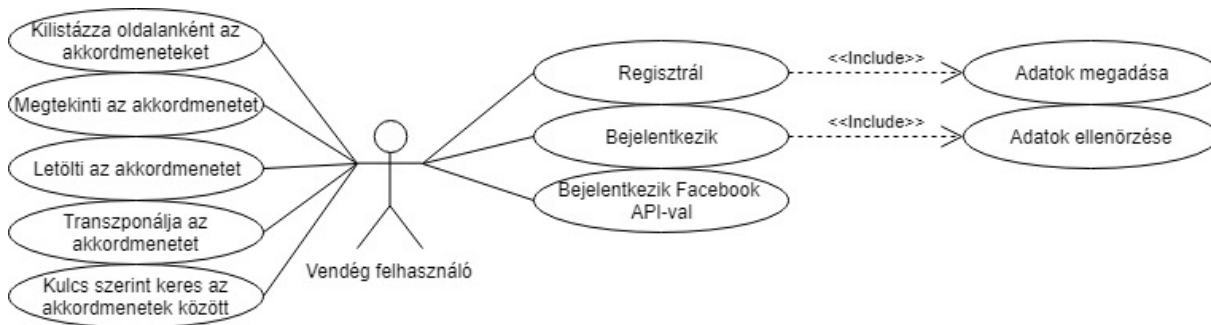 Kilistázza oldalanként az
akkordmeneteket
Megtekinti az akkordmenetet
Letölti az akkordmenetet
Transzponálja az
akkordmenetet
Kulcs szerint keres az
akkordmenetek között
Vendég felhasználó
Regisztrál
<<Include>>
Adatok megadása
Bejelentkezik
<<Include>>
Adatok ellenörzése
Bejelentkezik Facebook
API-val